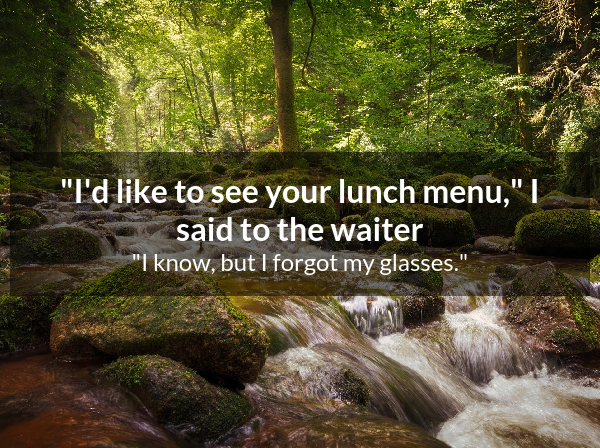 "I'd like to see your lunch menu," I
said to the waiter
"I know, but I forgot my glasses."